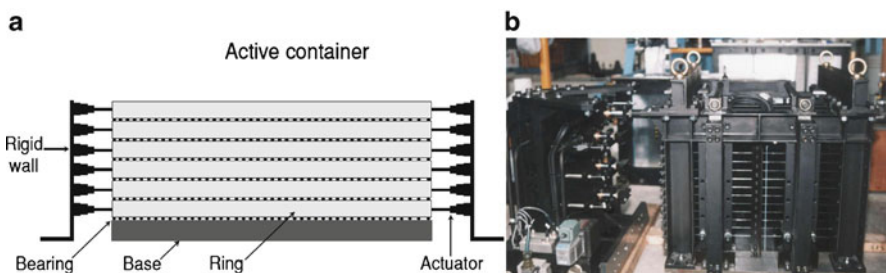 a
Active container
Rigid
wall
Bearing
Base
Ring
Actuator
b